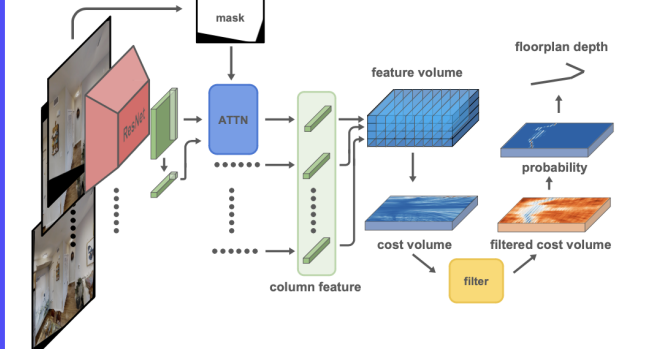 mask
floorplan depth
feature volume
ResNet
ATTN
probability
cost volume
filtered cost volume
filter
column feature